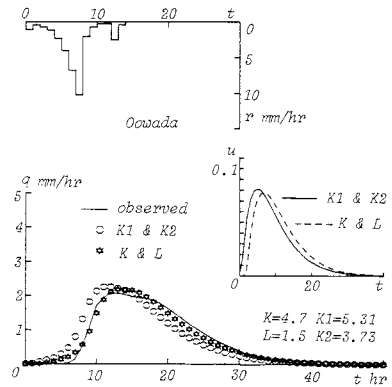 0 10 20 t
0
5
10
r mm/hr
Oowada
q mm/hr
5
4
3
2
1
0
observed
K1 & K2
K & L
u
0.1
K1 & K2
K & L
20 t
K=4.7 K1=5.31
L=1.5 K2=3.73
10 20 30 40
t hr